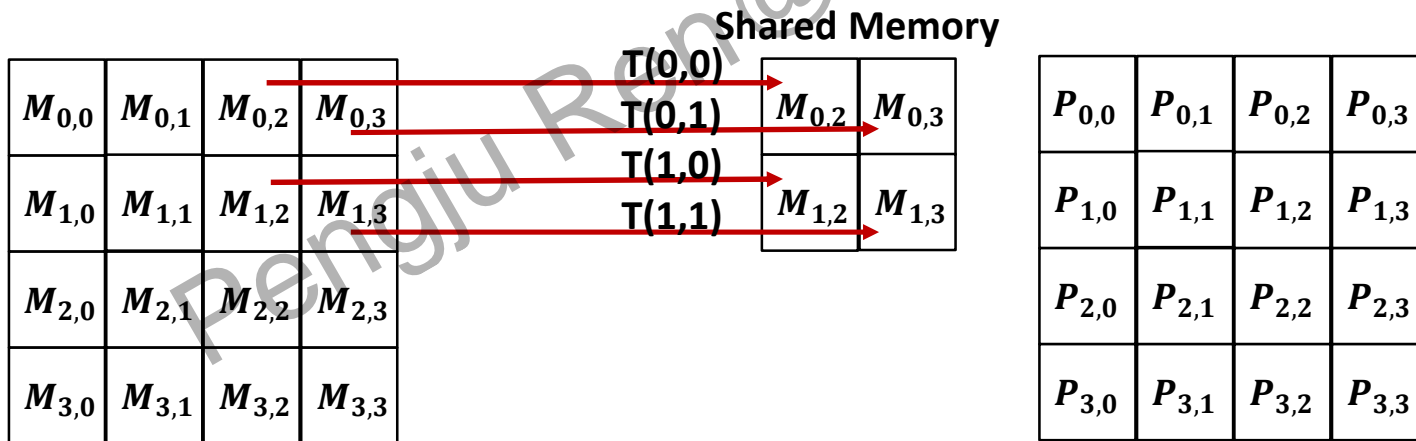 Shared Memory
M0,0 M0,1 M0,2 M0,3 T(0,0) M0,2 M0,3 P0,0 P0,1 P0,2 P0,3
T(0,1)
M1,0 M1,1 M1,2 M1,3 T(1,0) M1,2 M1,3 P1,0 P1,1 P1,2 P1,3
T(1,1)
M2,0 M2,1 M2,2 M2,3 P2,0 P2,1 P2,2 P2,3
M3,0 M3,1 M3,2 M3,3 P3,0 P3,1 P3,2 P3,3
Pengju Ren@